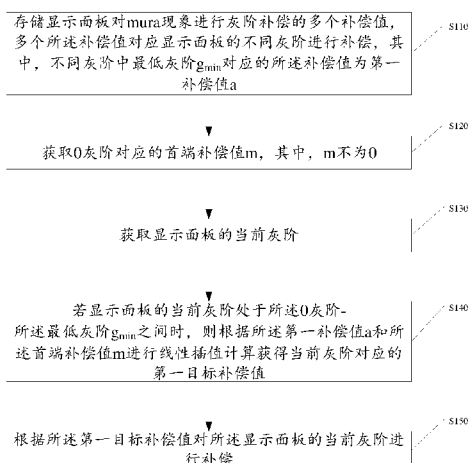 存储显示面板对mura现象进行灰阶补偿的多个补偿值，
多个所述补偿值对应显示面板的不同灰阶进行补偿，其
中，不同灰阶中最低灰阶gmin对应的所述补偿值为第一
补偿值a
S110
获取0灰阶对应的首端补偿值m，其中，m不为0
S120
获取显示面板的当前灰阶
S130
若显示面板的当前灰阶处于所述0灰阶-
所述最低灰阶gmin之间时，则根据所述第一补偿值a和所
述首端补偿值m进行线性插值计算获得当前灰阶对应的
第一目标补偿值
S140
根据所述第一目标补偿值对所述显示面板的当前灰阶进
行补偿
S150